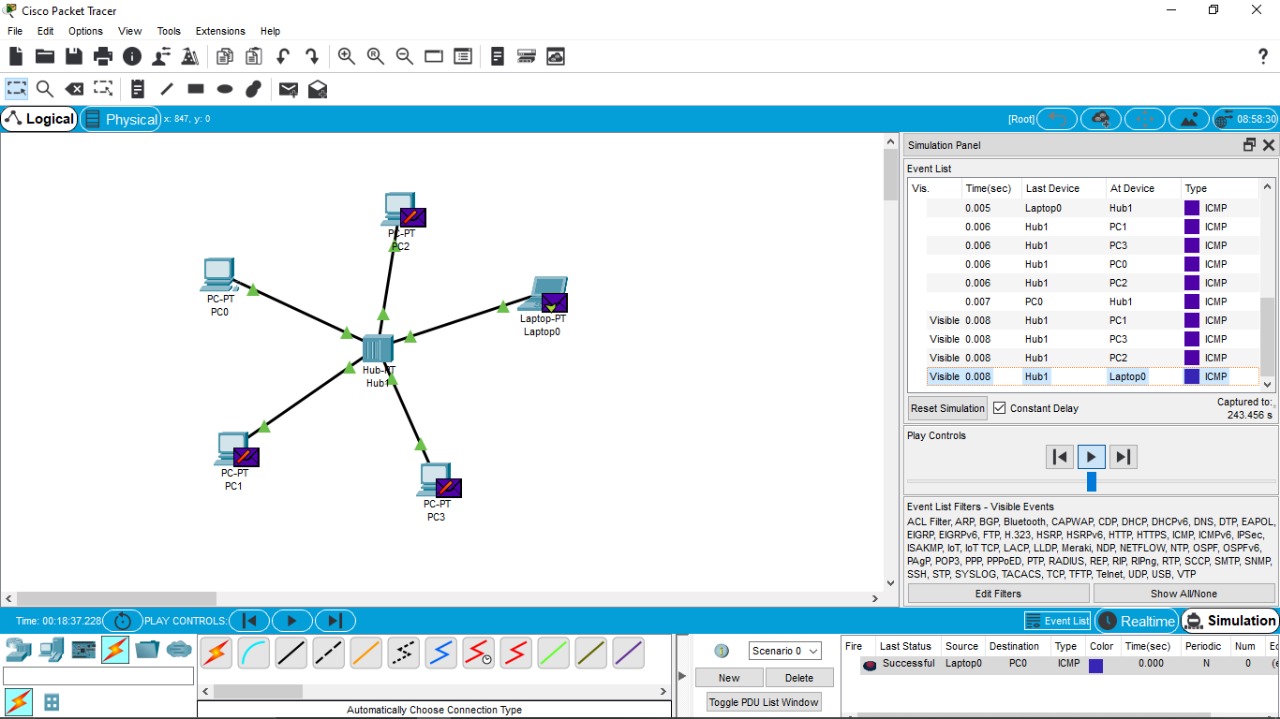 Cisco Packet Tracer
File Edit Options View Tools Extensions Help
Logical Physical x: 847, y: 0 [Root] 08:58:30
PC-PT
PC2
PC-PT
PC0
Laptop-PT
Laptop0
Hub-PT
Hub1
PC-PT
PC1
PC-PT
PC3
Simulation Panel
Event List
Vis. Time(sec) Last Device At Device Type
0.005 Laptop0 Hub1 ICMP
0.006 Hub1 PC1 ICMP
0.006 Hub1 PC3 ICMP
0.006 Hub1 PC0 ICMP
0.006 Hub1 PC2 ICMP
0.007 PC0 Hub1 ICMP
Visible 0.008 Hub1 PC1 ICMP
Visible 0.008 Hub1 PC3 ICMP
Visible 0.008 Hub1 PC2 ICMP
Visible 0.008 Hub1 Laptop0 ICMP
Reset Simulation Constant Delay Captured to:
243.456 s
Play Controls
Event List Filters - Visible Events
ACL Filter, ARP, BGP, Bluetooth, CAPWAP, CDP, DHCP, DHCPv6, DNS, DTP, EAPOL,
EIGRP, EIGRPv6, FTP, H.323, HSRP, HSRPv6, HTTP, HTTPS, ICMP, ICMPv6, IPSec,
ISAKMP, IoT, IoT TCP, LACP, LLDP, Meraki, NDP, NETFLOW, NTP, OSPF, OSPFv6,
PAgP, POP3, PPP, PPPoED, PTP, RADIUS, REP, RIP, RIPng, RTP, SCCP, SMTP, SNMP,
SSH, STP, SYSLOG, TACACS, TCP, TFTP, Telnet, UDP, USB, VTP
Edit Filters Show All/None
Time: 00:18:37.228 PLAY CONTROLS: Event List Realtime Simulation
Automatically Choose Connection Type
Scenario 0
New Delete
Toggle PDU List Window
Fire Last Status Source Destination Type Color Time(sec) Periodic Num Ed
Successful Laptop0 PC0 ICMP 0.000 N 0 (e